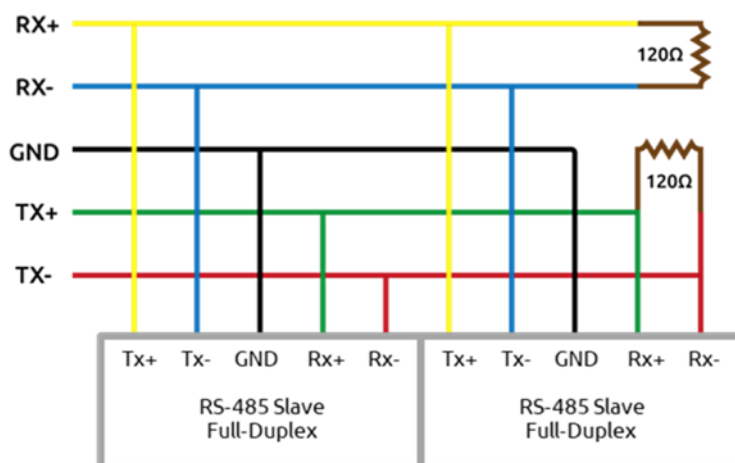 RX+
120Ω
RX-
GND
120Ω
TX+
TX-
Tx+ Tx- GND Rx+ Rx- Tx+ Tx- GND Rx+ Rx-
RS-485 Slave
Full-Duplex
RS-485 Slave
Full-Duplex